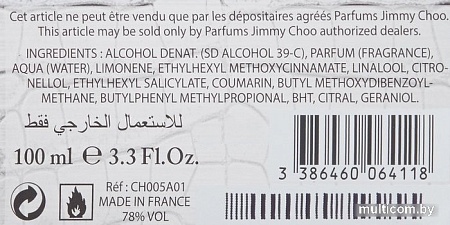 Cet article ne peut être vendu que par les dépositaires agréés Parfums Jimmy Choo.
This article may be sold only by Parfums Jimmy Choo authorized dealers.
INGREDIENTS : ALCOHOL DENAT. (SD ALCOHOL 39-C), PARFUM (FRAGRANCE),
AQUA (WATER), LIMONENE, ETHYLHEXYL METHOXYCINNAMATE, LINALOOL, CITRO-
NELLOL, ETHYLHEXYL SALICYLATE, COUMARIN, BUTYL METHOXYDIBENZOYL-
METHANE, BUTYLPHENYL METHYLPROPIONAL, BHT, CITRAL, GERANIOL.
للاستعمال الخارجي فقط
100 ml e 3.3 Fl.Oz.
3 386460 064118
Réf : CH005A01
MADE IN FRANCE
78% VOL
multicom.by